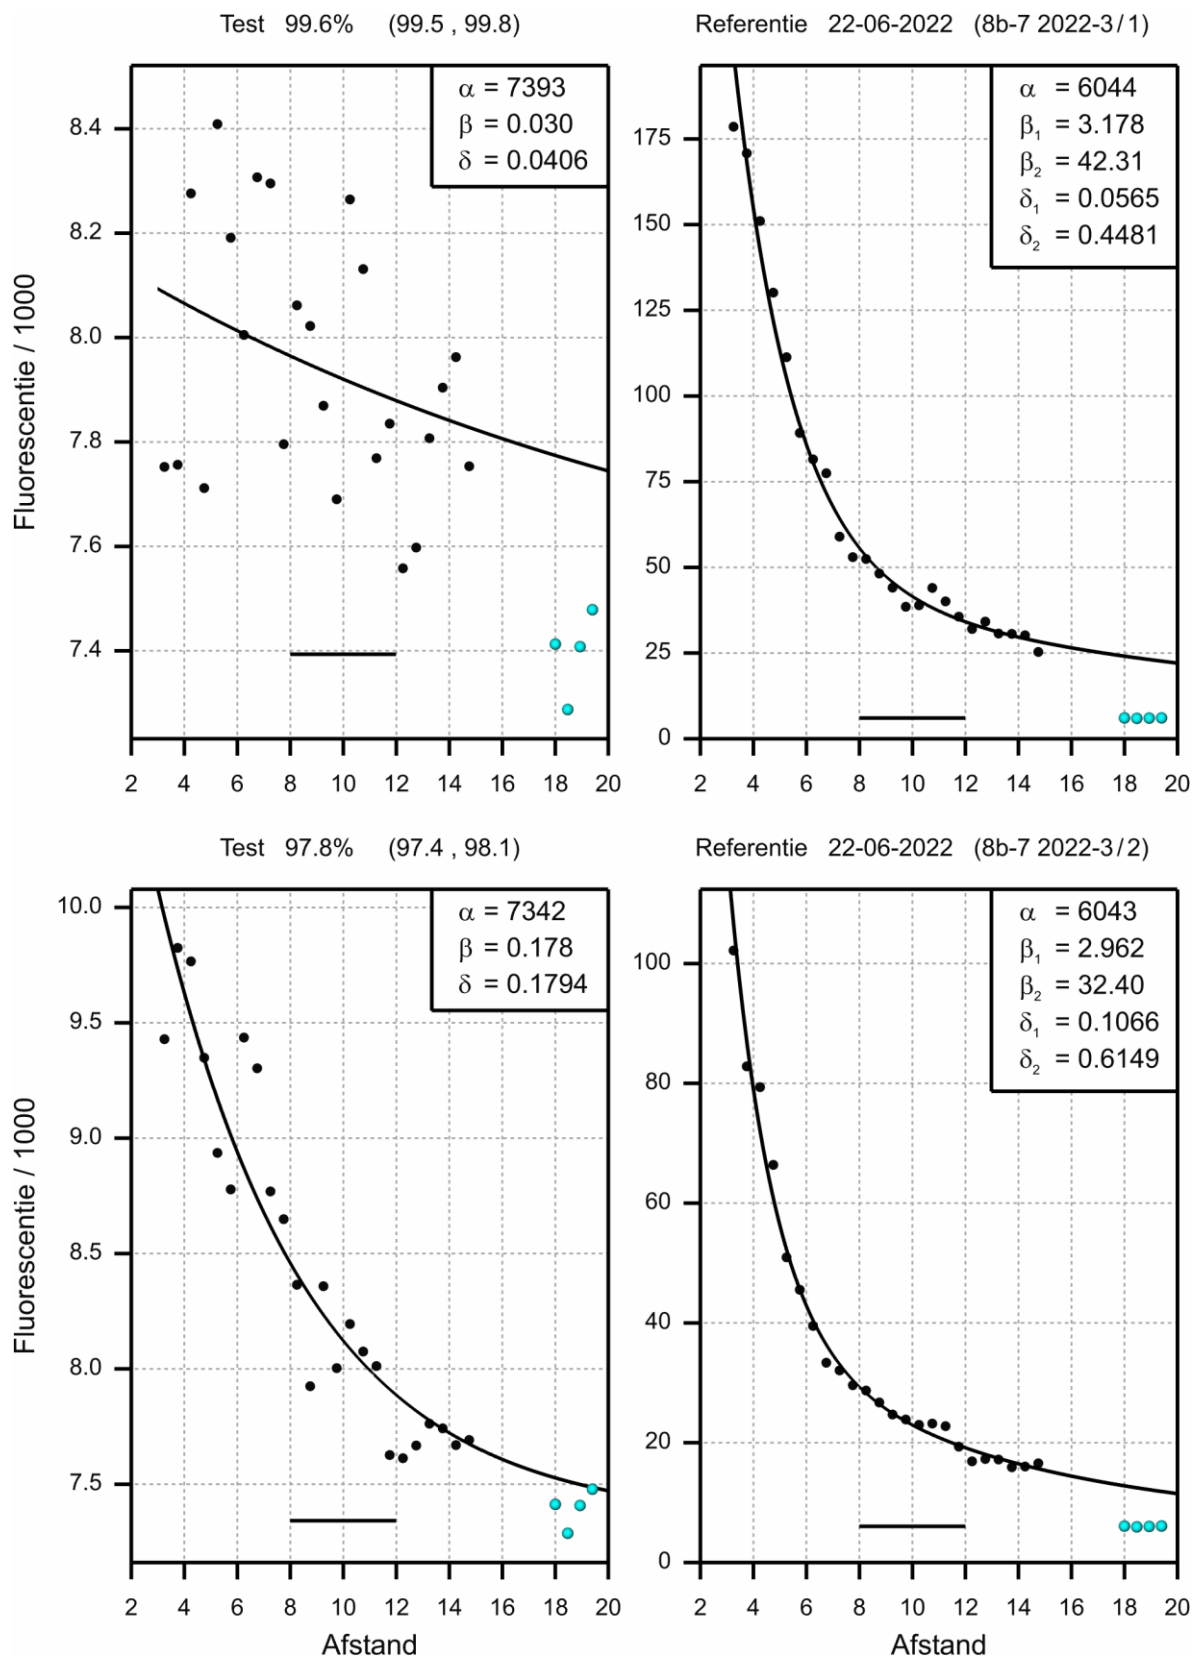 Test 99.6% (99.5 , 99.8)
α = 7393
β = 0.030
δ = 0.0406
Fluorescentie / 1000
8.4
8.2
8.0
7.8
7.6
7.4
2 4 6 8 10 12 14 16 18 20
Referentie 22-06-2022 (8b-7 2022-3/1)
α = 6044
β₁ = 3.178
β₂ = 42.31
δ₁ = 0.0565
δ₂ = 0.4481
175
150
125
100
75
50
25
0
2 4 6 8 10 12 14 16 18 20
Test 97.8% (97.4 , 98.1)
α = 7342
β = 0.178
δ = 0.1794
Fluorescentie / 1000
10.0
9.5
9.0
8.5
8.0
7.5
2 4 6 8 10 12 14 16 18 20
Afstand
Referentie 22-06-2022 (8b-7 2022-3/2)
α = 6043
β₁ = 2.962
β₂ = 32.40
δ₁ = 0.1066
δ₂ = 0.6149
100
80
60
40
20
0
2 4 6 8 10 12 14 16 18 20
Afstand